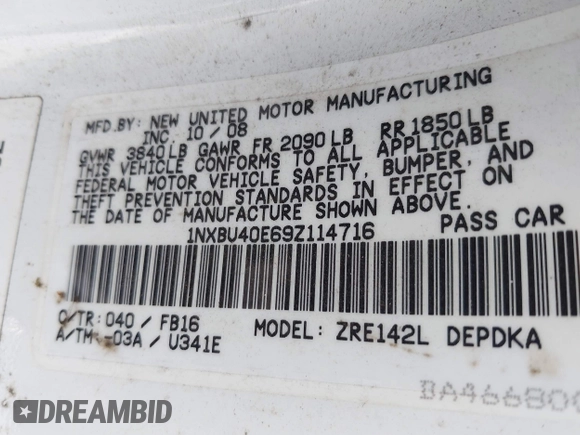 MFD.BY: NEW UNITED MOTOR MANUFACTURING
INC. 10 / 08
GVWR 3840LB GAWR FR 2090LB RR 1850LB
THIS VEHICLE CONFORMS TO ALL APPLICABLE
FEDERAL MOTOR VEHICLE SAFETY, BUMPER, AND
THEFT PREVENTION STANDARDS IN EFFECT ON
THE DATE OF MANUFACTURE SHOWN ABOVE.
1NXBU40E69Z114716 PASS CAR
C/TR: 040 / FB16
A/TM: -03A / U341E
MODEL: ZRE142L DEPDKA
DREAMBID